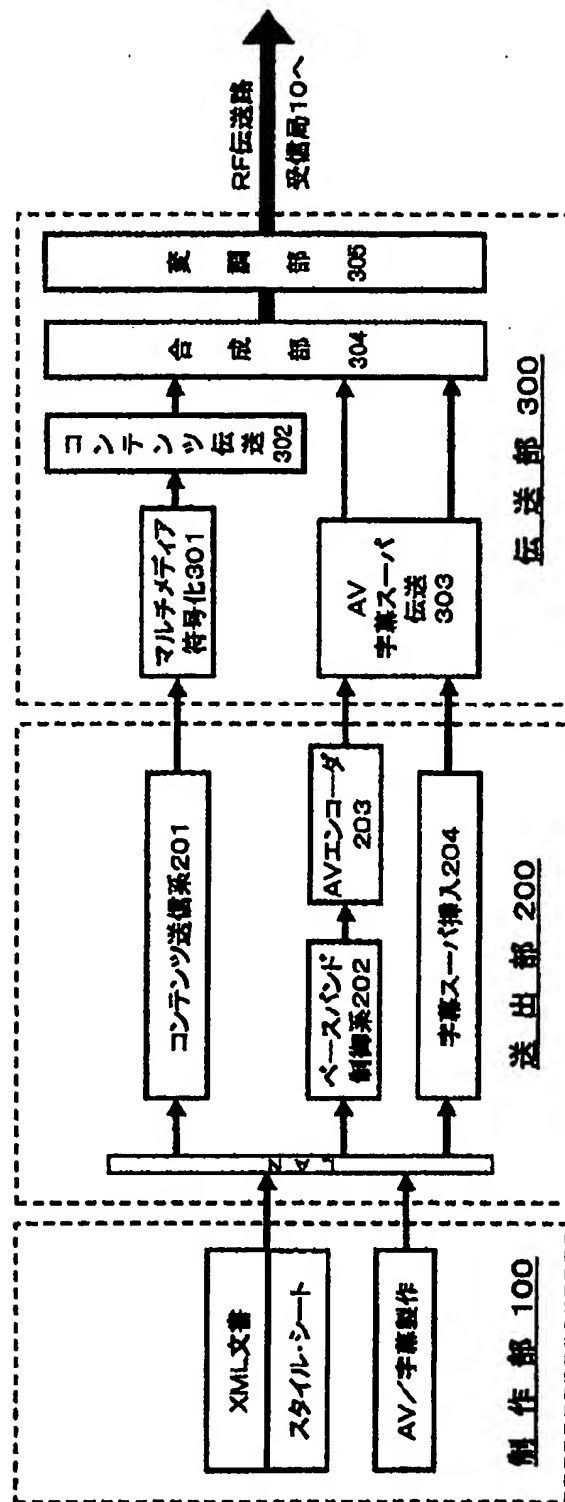 XML文書
スタイル・シート
AV／字幕製作
制 作 部 100
LAN
コンテンツ送信系201
ベースバンド
制御系202
AVエンコーダ
203
字幕スーパ挿入204
送 出 部 200
マルチメディア
符号化301
コンテンツ伝送
302
AV
字幕スーパ
伝送
303
合 成 部
304
変 調 部
305
伝 送 部 300
RF伝送路
受信局10へ